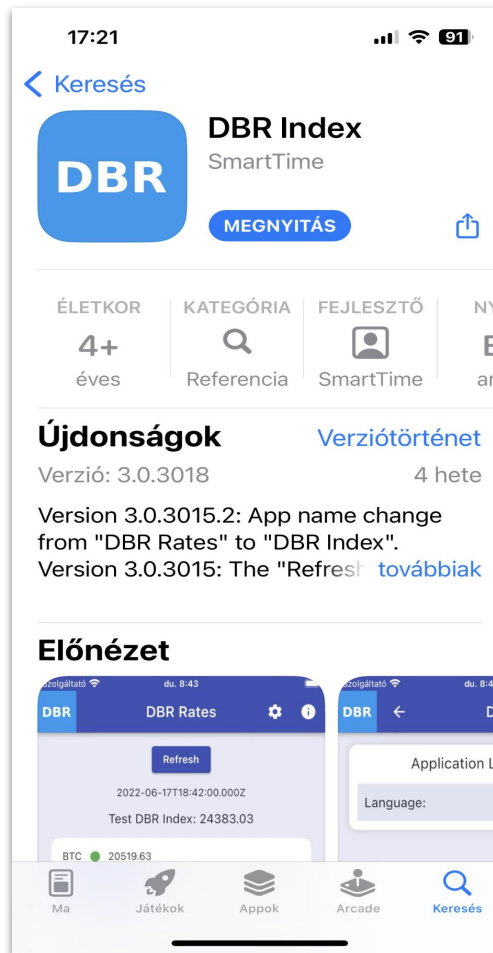 17:21
91
Keresés
DBR
DBR Index
SmartTime
MEGNYITÁS
ÉLETKOR KATEGÓRIA FEJLESZTŐ
4+
éves Referencia SmartTime
Újdonságok Verziótörténet
Verzió: 3.0.3018 4 hete
Version 3.0.3015.2: App name change
from "DBR Rates" to "DBR Index".
Version 3.0.3015: The "Refresh továbbiak
Előnézet
Szolgáltató du. 8:43
DBR DBR Rates
Refresh
2022-06-17T18:42:00.000Z
Test DBR Index: 24383.03
BTC 20519.63
Szolgáltató
DBR
Application
Language:
Ma Játékok Appok Arcade Keresés